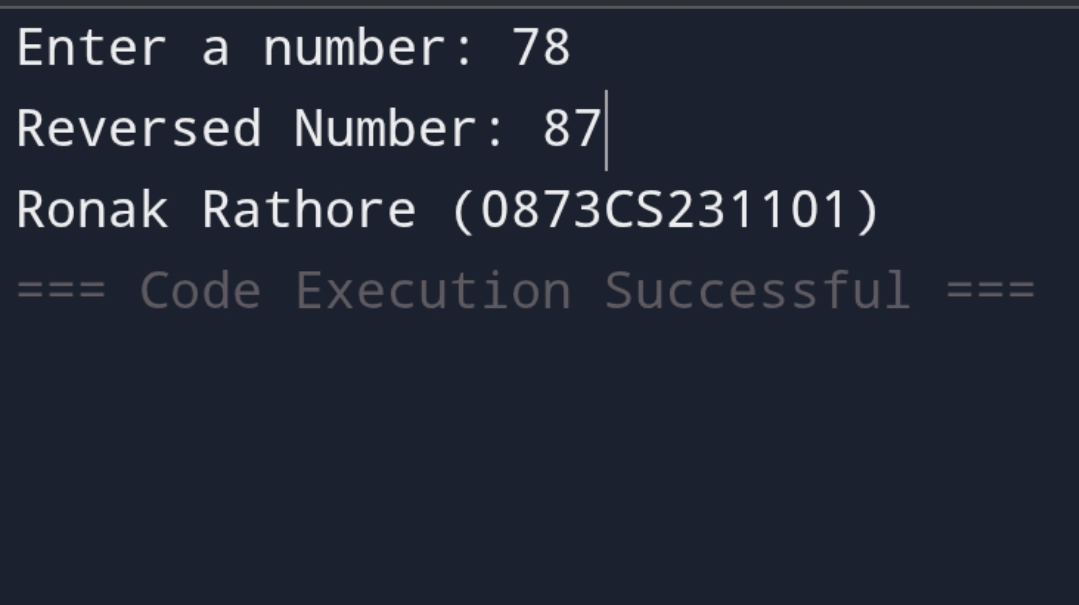 Enter a number: 78
Reversed Number: 87
Ronak Rathore (0873CS231101)
=== Code Execution Successful ===